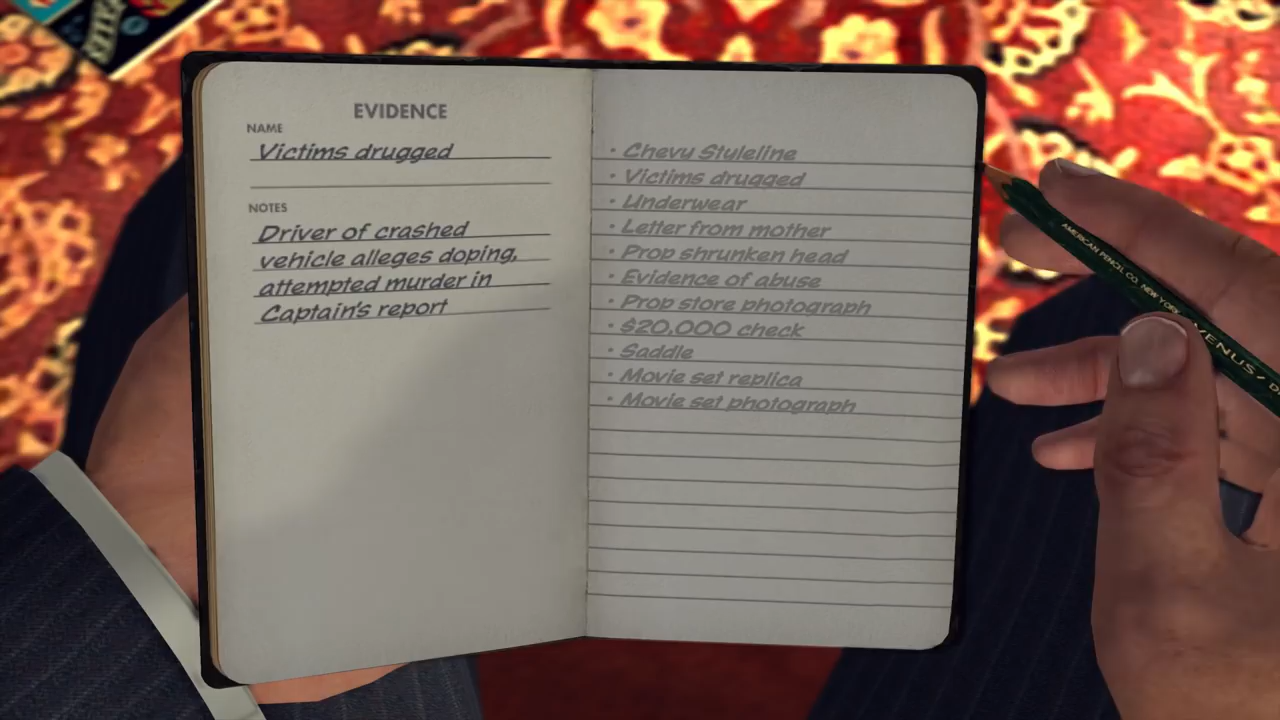 EVIDENCE
NAME
Victims drugged
NOTES
Driver of crashed
vehicle alleges doping,
attempted murder in
Captain's report
• Chevy Styleline
• Victims drugged
• Underwear
• Letter from mother
• Prop shrunken head
• Evidence of abuse
• Prop store photograph
• $20,000 check
• Saddle
• Movie set replica
• Movie set photograph
AMERICAN PENCIL CO. NEW YORK
VENUS